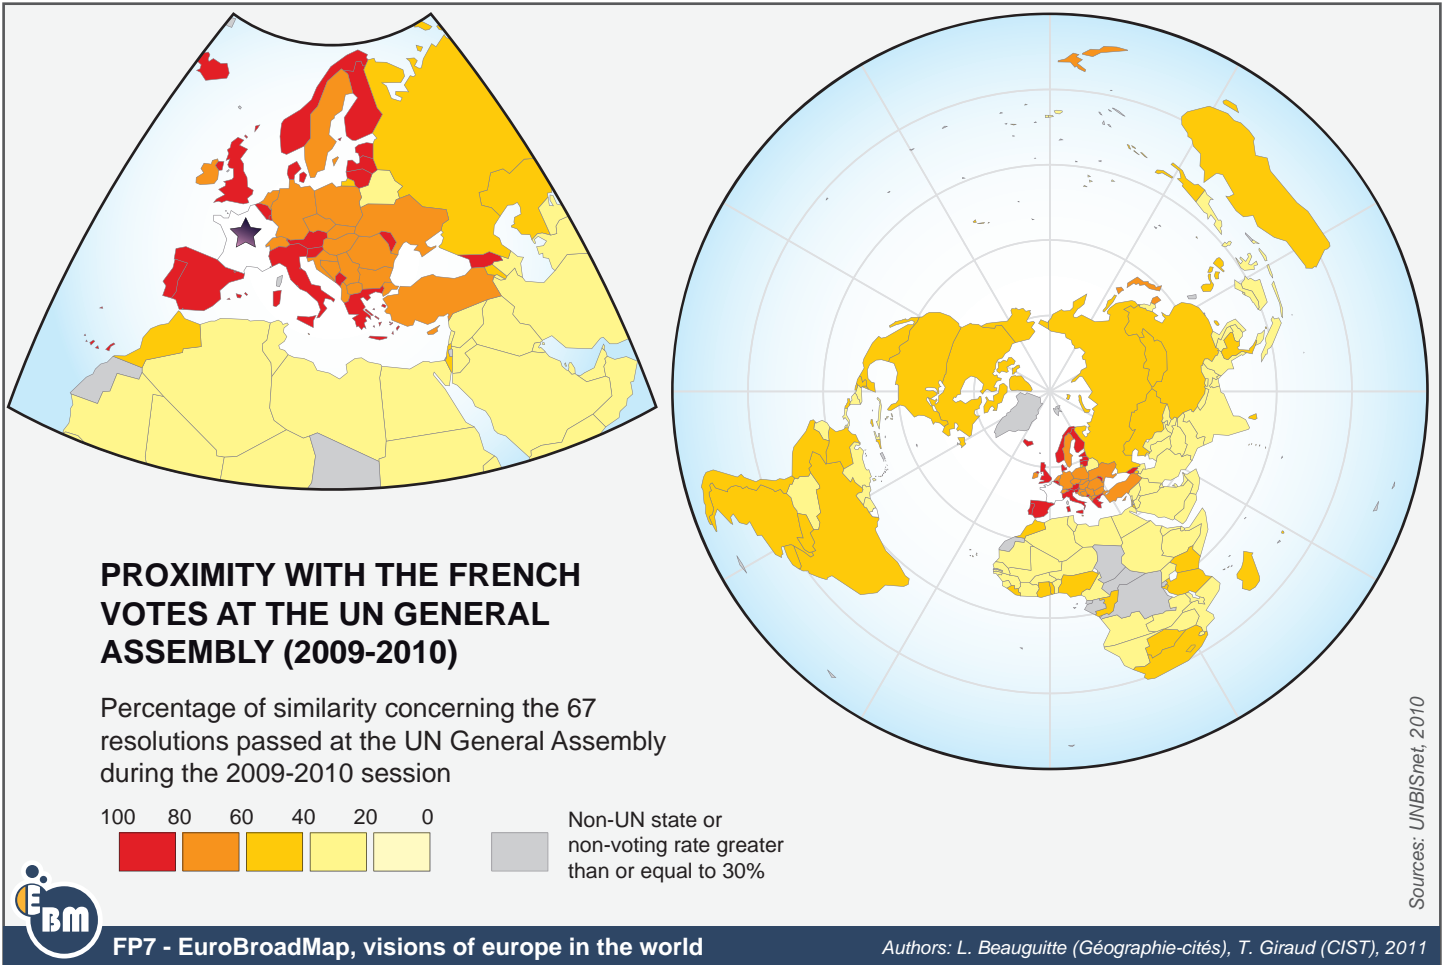 PROXIMITY WITH THE FRENCH
VOTES AT THE UN GENERAL
ASSEMBLY (2009-2010)
Percentage of similarity concerning the 67
resolutions passed at the UN General Assembly
during the 2009-2010 session
100 80 60 40 20 0
Non-UN state or
non-voting rate greater
than or equal to 30%
Sources: UNBISnet, 2010
EBM
FP7 - EuroBroadMap, visions of europe in the world
Authors: L. Beauguitte (Géographie-cités), T. Giraud (CIST), 2011